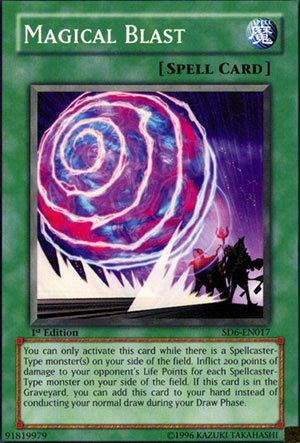 MAGICAL BLAST
魔
[SPELL CARD]
1st Edition
SD6-EN017
You can only activate this card while there is a Spellcaster-
Type monster(s) on your side of the field. Inflict 200 points of
damage to your opponent's Life Points for each Spellcaster-
Type monster on your side of the field. If this card is in the
Graveyard, you can add this card to your hand instead of
conducting your normal draw during your Draw Phase.
91819979
©1996 KAZUKI TAKAHASHI